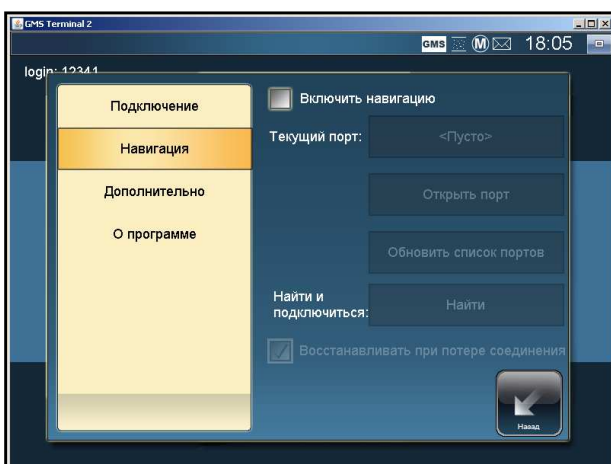 GMS Terminal 2
GMS M 18:05
login: 12341
Подключение
Навигация
Дополнительно
О программе
Включить навигацию
Текущий порт: <Пусто>
Открыть порт
Обновить список портов
Найти и
подключиться: Найти
Восстанавливать при потере соединения
Назад